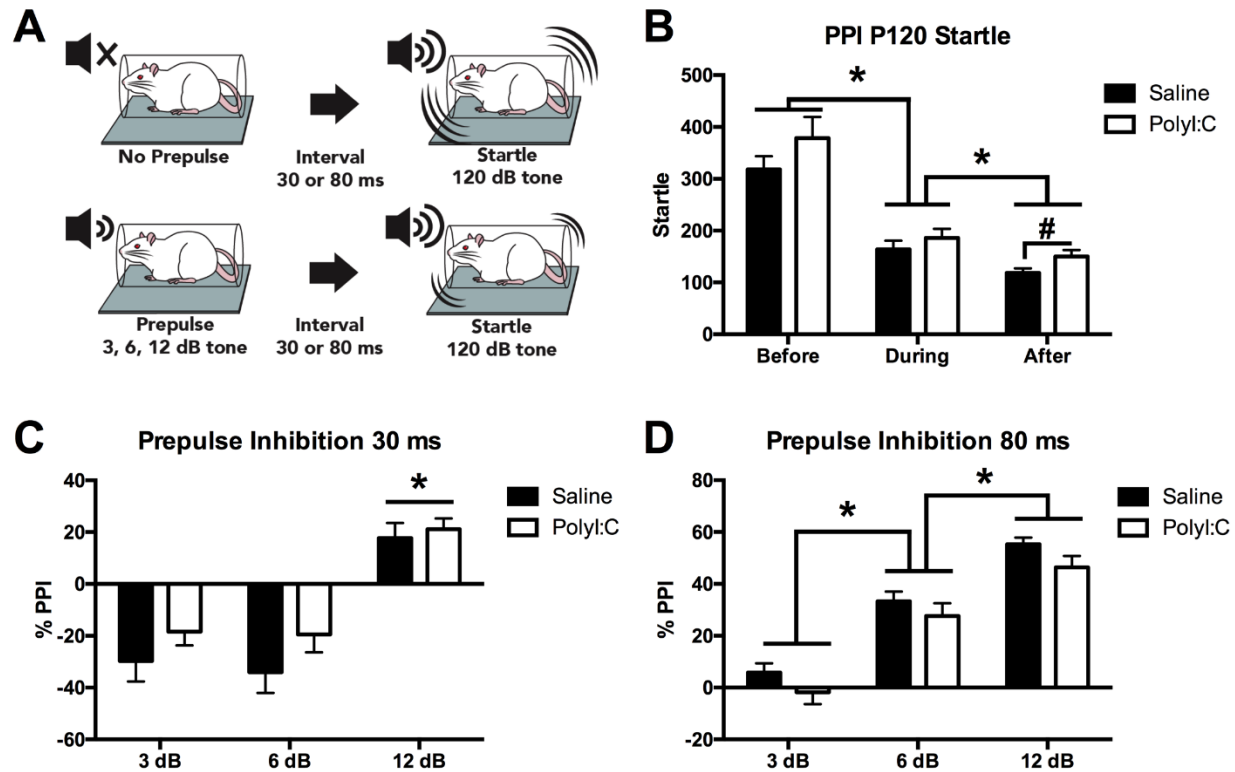 A
No Prepulse
Interval
30 or 80 ms
Startle
120 dB tone
Prepulse
3, 6, 12 dB tone
Interval
30 or 80 ms
Startle
120 dB tone
B
PPI P120 Startle
Startle
500
400
300
200
100
0
*
*
#
Before During After
Saline
PolyI:C
C
Prepulse Inhibition 30 ms
% PPI
40
20
0
-20
-40
-60
*
3 dB 6 dB 12 dB
Saline
PolyI:C
D
Prepulse Inhibition 80 ms
% PPI
80
60
40
20
0
-20
*
*
3 dB 6 dB 12 dB
Saline
PolyI:C